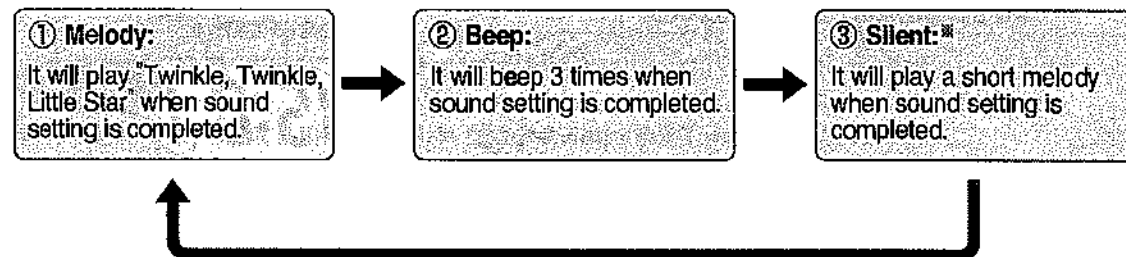 ① Melody:
It will play "Twinkle, Twinkle,
Little Star" when sound
setting is completed.
② Beep:
It will beep 3 times when
sound setting is completed.
③ Silent:※
It will play a short melody
when sound setting is
completed.